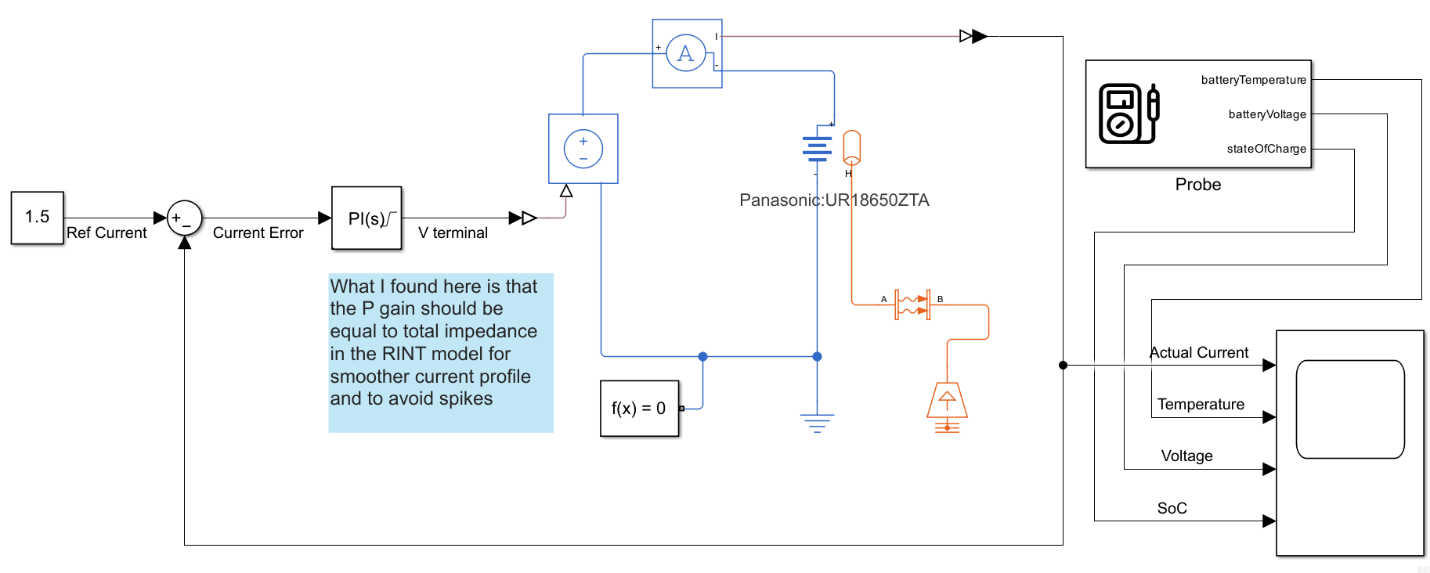 I
+
A
-
batteryTemperature
batteryVoltage
stateOfCharge
Probe
+
-
+
-
H
Panasonic:UR18650ZTA
1.5
Ref Current
+
-
Current Error
PI(s)
V terminal
What I found here is that
the P gain should be
equal to total impedance
in the RINT model for
smoother current profile
and to avoid spikes
A
B
f(x) = 0
Actual Current
Temperature
Voltage
SoC